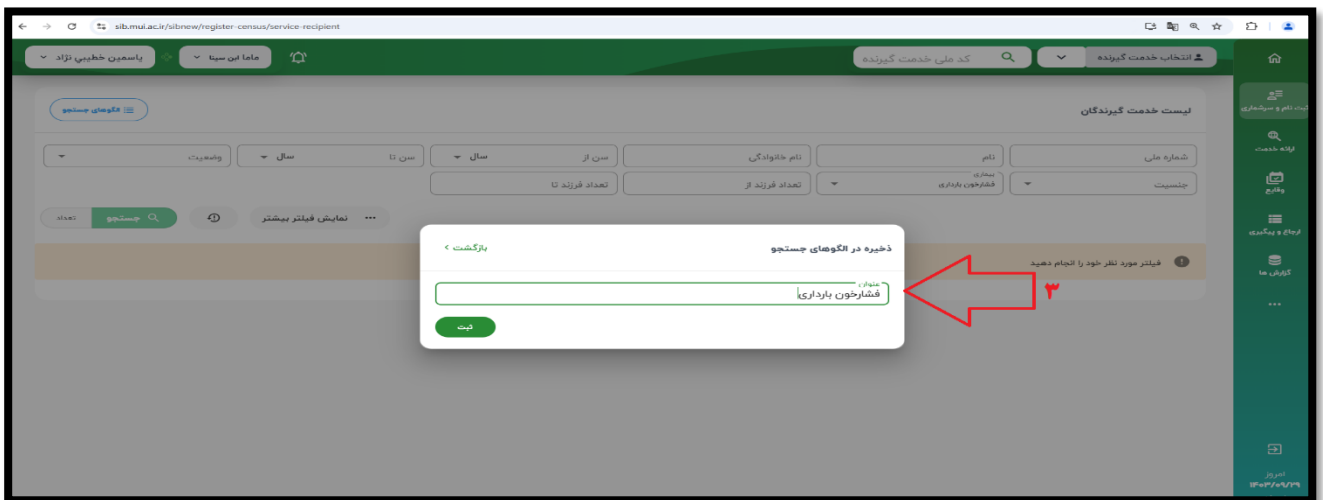 sib.mui.ac.ir/sibnew/register-census/service-recipient
انتخاب خدمت گیرنده
کد ملی خدمت گیرنده
ماما ابن سینا
یاسمین خطیبي نژاد
ثبت نام و سرشماری
ارائه خدمت
وقایع
ارجاع و پیگیری
گزارش ها
لیست خدمت گیرندگان
الگوهای جستجو
شماره ملی
نام
نام خانوادگی
سن از
سال
سن تا
سال
وضعیت
جنسیت
بیماری
فشارخون بارداری
تعداد فرزند از
تعداد فرزند تا
نمایش فیلتر بیشتر
جستجو
تعداد
فیلتر مورد نظر خود را انجام دهید
ذخیره در الگوهای جستجو
بازگشت
عنوان
فشارخون بارداری
ثبت
۳
امروز
۱۴۰۳/۰۹/۲۹